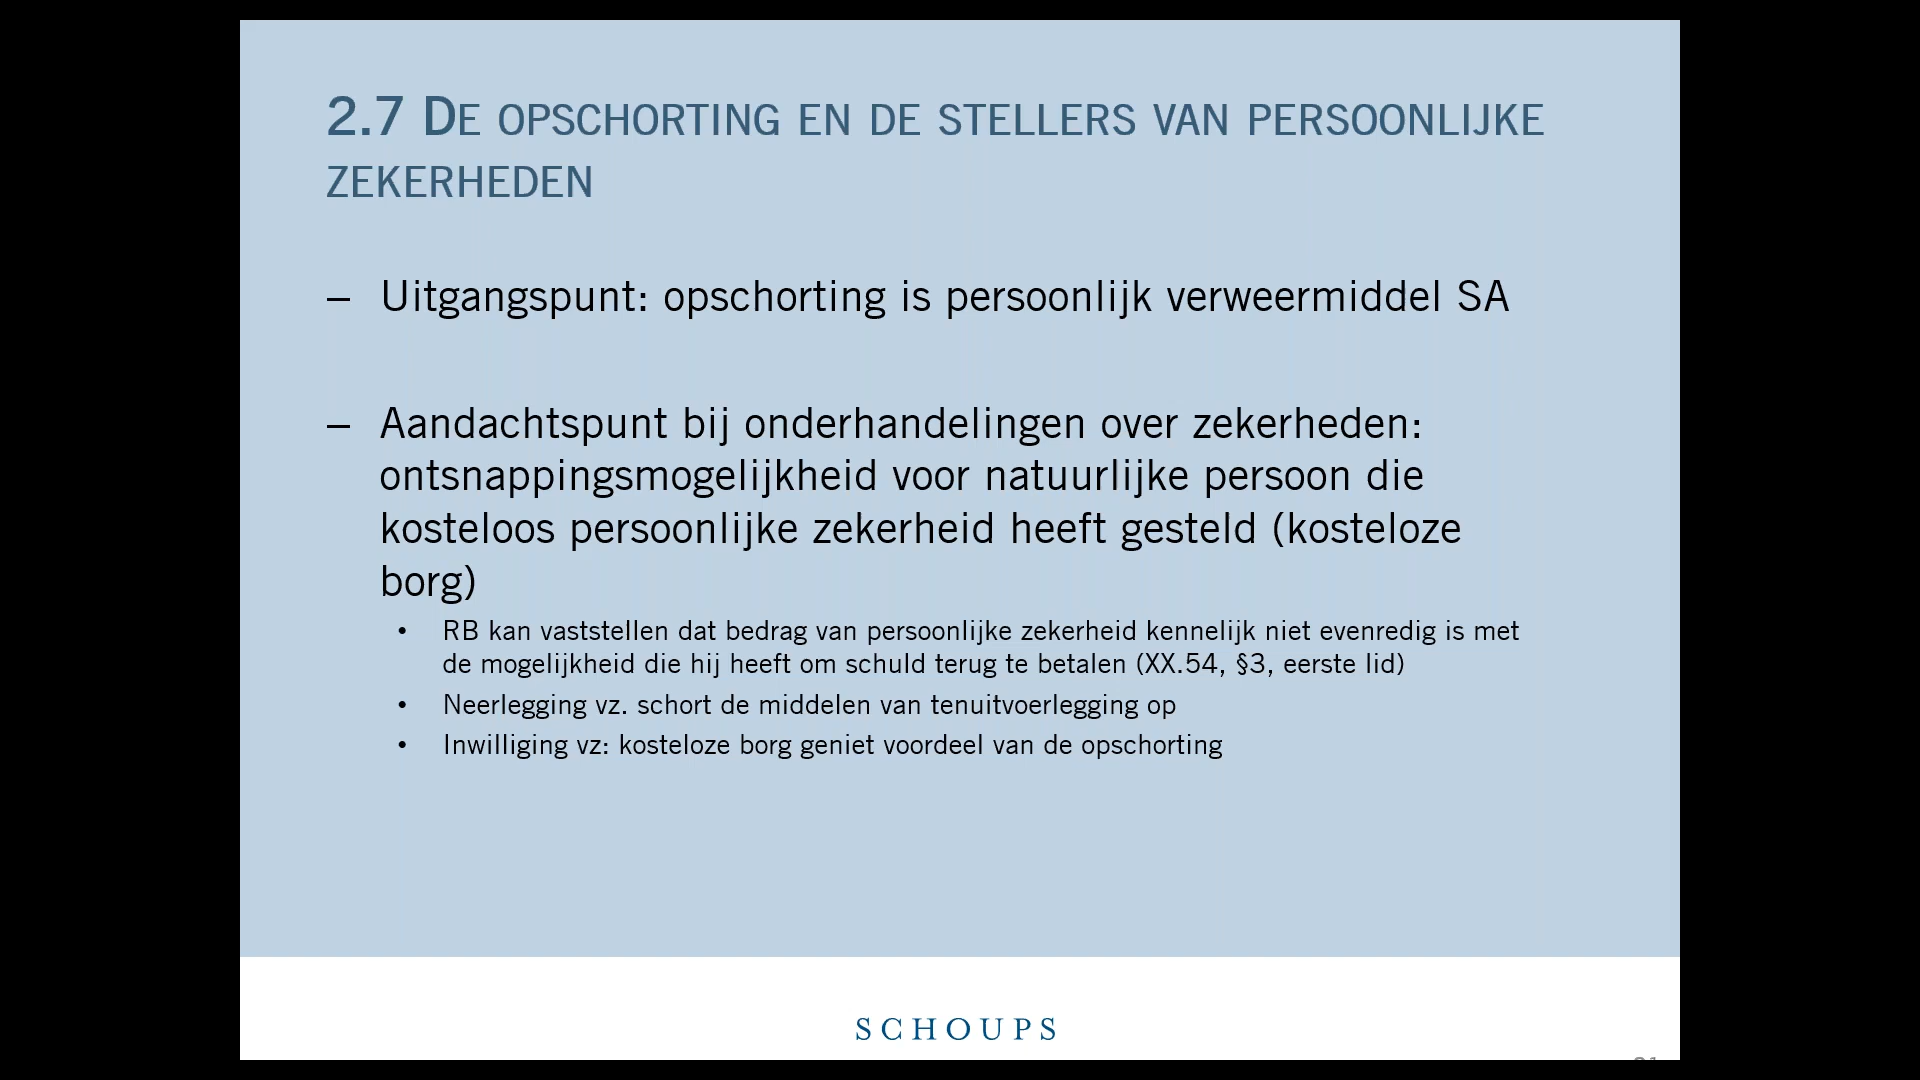 2.7 De opschorting en de stellers van persoonlijke
zekerheden
– Uitgangspunt: opschorting is persoonlijk verweermiddel SA
– Aandachtspunt bij onderhandelingen over zekerheden:
ontsnappingsmogelijkheid voor natuurlijke persoon die
kosteloos persoonlijke zekerheid heeft gesteld (kosteloze
borg)
• RB kan vaststellen dat bedrag van persoonlijke zekerheid kennelijk niet evenredig is met
de mogelijkheid die hij heeft om schuld terug te betalen (XX.54, §3, eerste lid)
• Neerlegging vz. schort de middelen van tenuitvoerlegging op
• Inwilliging vz: kosteloze borg geniet voordeel van de opschorting
SCHOUPS